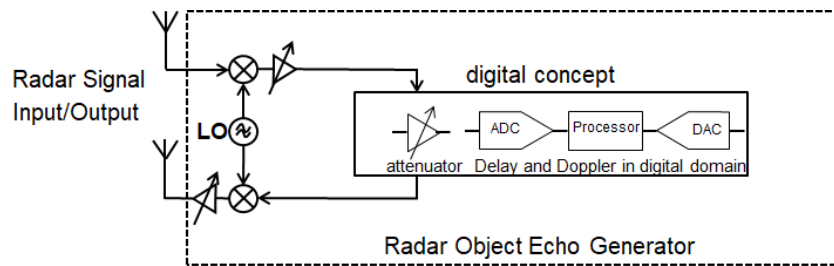 Radar Signal
Input/Output
LO
digital concept
ADC
Processor
DAC
attenuator
Delay and Doppler in digital domain
Radar Object Echo Generator